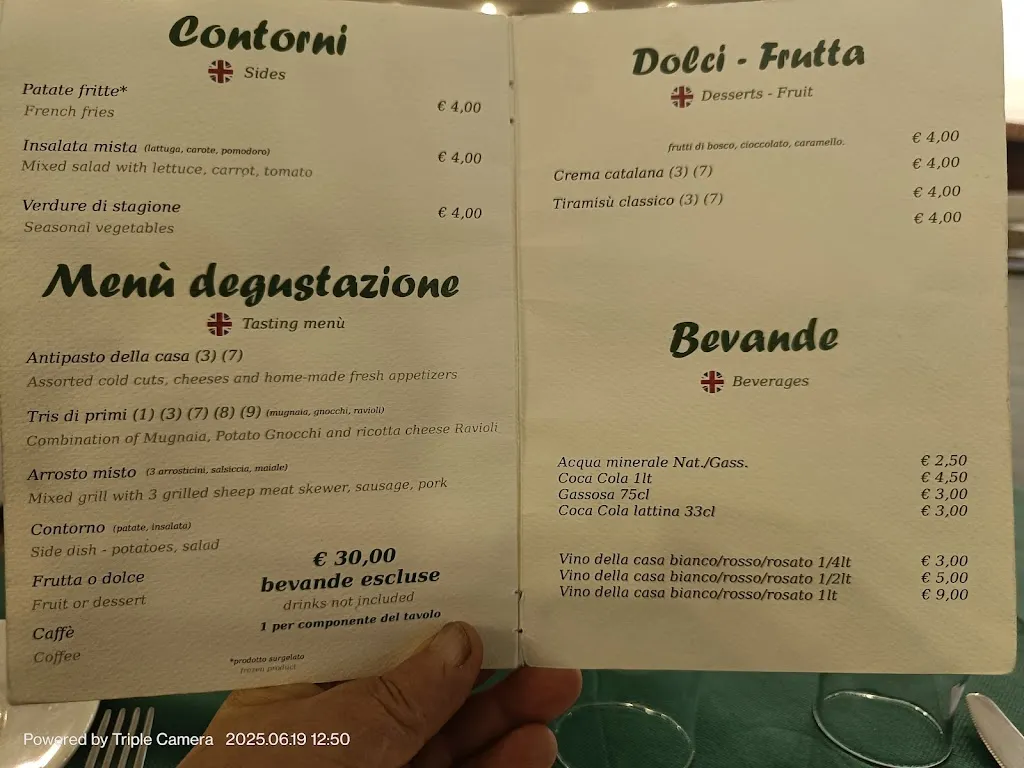 Contorni
Sides
Patate fritte* € 4,00
French fries
Insalata mista (lattuga, carote, pomodoro) € 4,00
Mixed salad with lettuce, carrot, tomato
Verdure di stagione € 4,00
Seasonal vegetables
Menù degustazione
Tasting menù
Antipasto della casa (3) (7)
Assorted cold cuts, cheeses and home-made fresh appetizers
Tris di primi (1) (3) (7) (8) (9) (mugnaia, gnocchi, ravioli)
Combination of Mugnaia, Potato Gnocchi and ricotta cheese Ravioli
Arrosto misto (3 arrosticini, salsiccia, maiale)
Mixed grill with 3 grilled sheep meat skewer, sausage, pork
Contorno (patate, insalata)
Side dish - potatoes, salad
Frutta o dolce
Fruit or dessert
Caffè
Coffee
€ 30,00
bevande escluse
drinks not included
1 per componente del tavolo
*prodotto surgelato
frozen product
Dolci - Frutta
Desserts - Fruit
€ 4,00
frutti di bosco, cioccolato, caramello.
€ 4,00
Crema catalana (3) (7)
€ 4,00
Tiramisù classico (3) (7)
€ 4,00
Bevande
Beverages
Acqua minerale Nat./Gass. € 2,50
Coca Cola 1lt € 4,50
Gassosa 75cl € 3,00
Coca Cola lattina 33cl € 3,00
Vino della casa bianco/rosso/rosato 1/4lt € 3,00
Vino della casa bianco/rosso/rosato 1/2lt € 5,00
Vino della casa bianco/rosso/rosato 1lt € 9,00
Powered by Triple Camera 2025.06.19 12:50